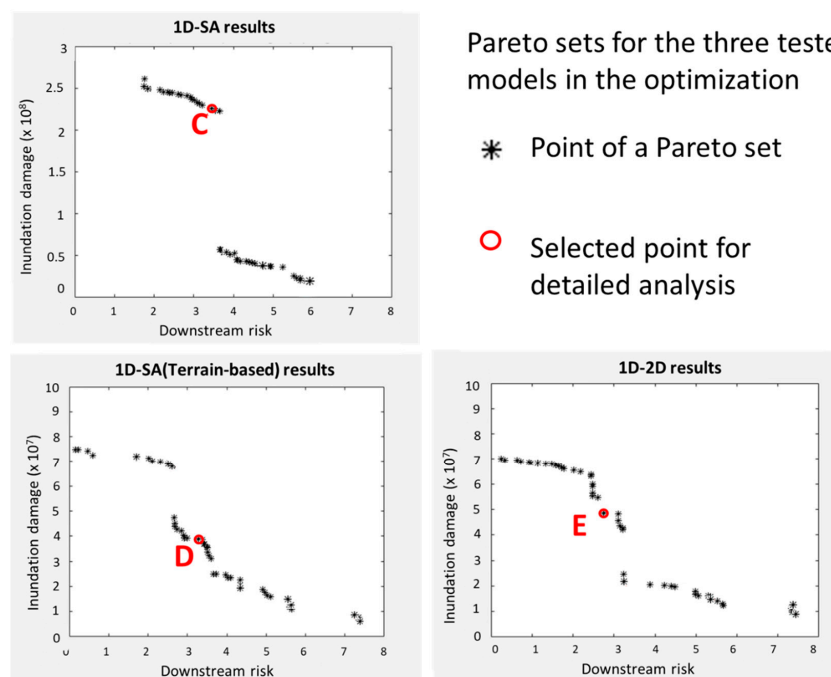 1D-SA results
Inundation damage (x 10⁸)
3
2.5
2
1.5
1
0.5
0
C
0 1 2 3 4 5 6 7 8
Downstream risk
Pareto sets for the three teste
models in the optimization
Point of a Pareto set
Selected point for
detailed analysis
1D-SA(Terrain-based) results
Inundation damage (x 10⁷)
10
9
8
7
6
5
4
3
2
1
0
D
0 1 2 3 4 5 6 7 8
Downstream risk
1D-2D results
Inundation damage (x 10⁷)
10
9
8
7
6
5
4
3
2
1
0
E
0 1 2 3 4 5 6 7 8
Downstream risk